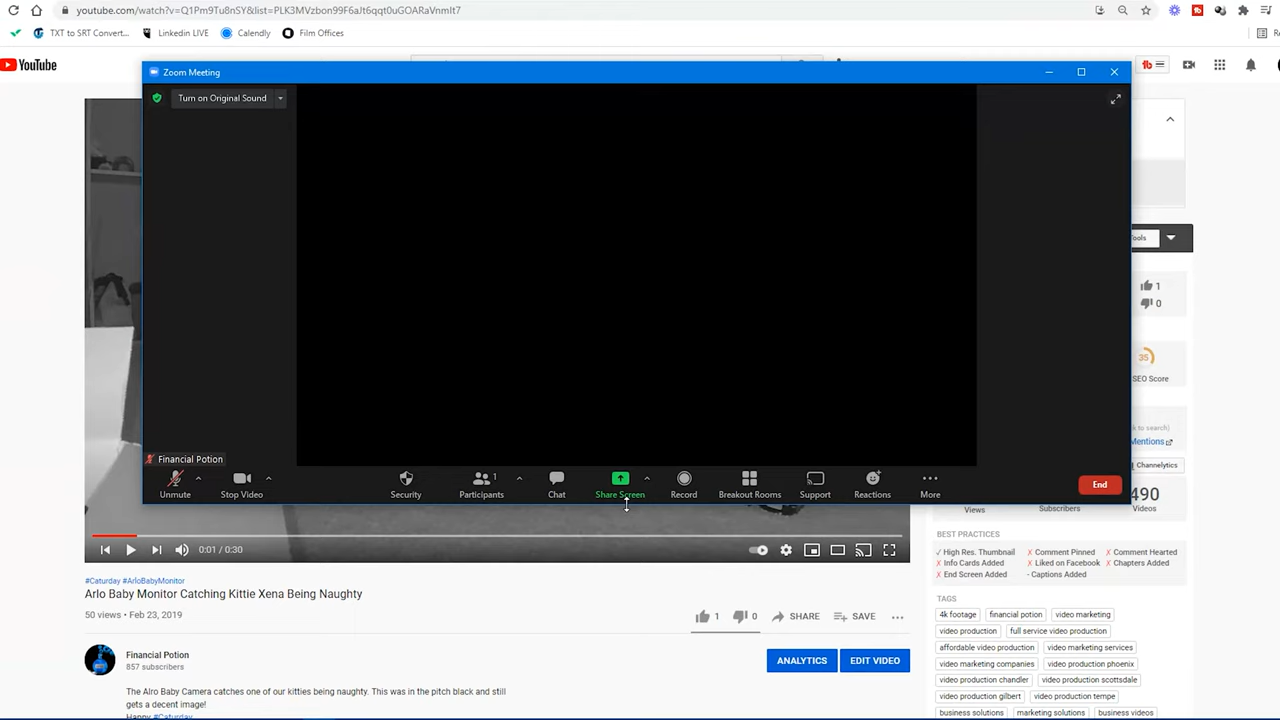 youtube.com/watch?v=Q1Pm9Tu8nSY&list=PLK3MVzbon99F6aJt6qqt0uGOARaVnmIt7
TXT to SRT Convert... Linkedin LIVE Calendly Film Offices
YouTube
Zoom Meeting
Turn on Original Sound
Financial Potion
Unmute Stop Video Security Participants 1 Chat Share Screen Record Breakout Rooms Support Reactions More End
0:01 / 0:30
#Caturday #ArloBabyMonitor
Arlo Baby Monitor Catching Kittie Xena Being Naughty
50 views • Feb 23, 2019
1 0 SHARE SAVE
Financial Potion
857 subscribers
ANALYTICS EDIT VIDEO
The Alro Baby Camera catches one of our kitties being naughty. This was in the pitch black and still
gets a decent image!
Happy #Caturday
Tools
1
0
35
SEO Score
k to search)
Mentions
Channelytics
490
Views Subscribers Videos
BEST PRACTICES
✓ High Res. Thumbnail ✗ Comment Pinned ✗ Comment Hearted
✗ Info Cards Added ✗ Liked on Facebook ✗ Chapters Added
✗ End Screen Added - Captions Added
TAGS
4k footage financial potion video marketing
video production full service video production
affordable video production video marketing services
video marketing companies video production phoenix
video production chandler video production scottsdale
video production gilbert video production tempe
business solutions marketing solutions business videos